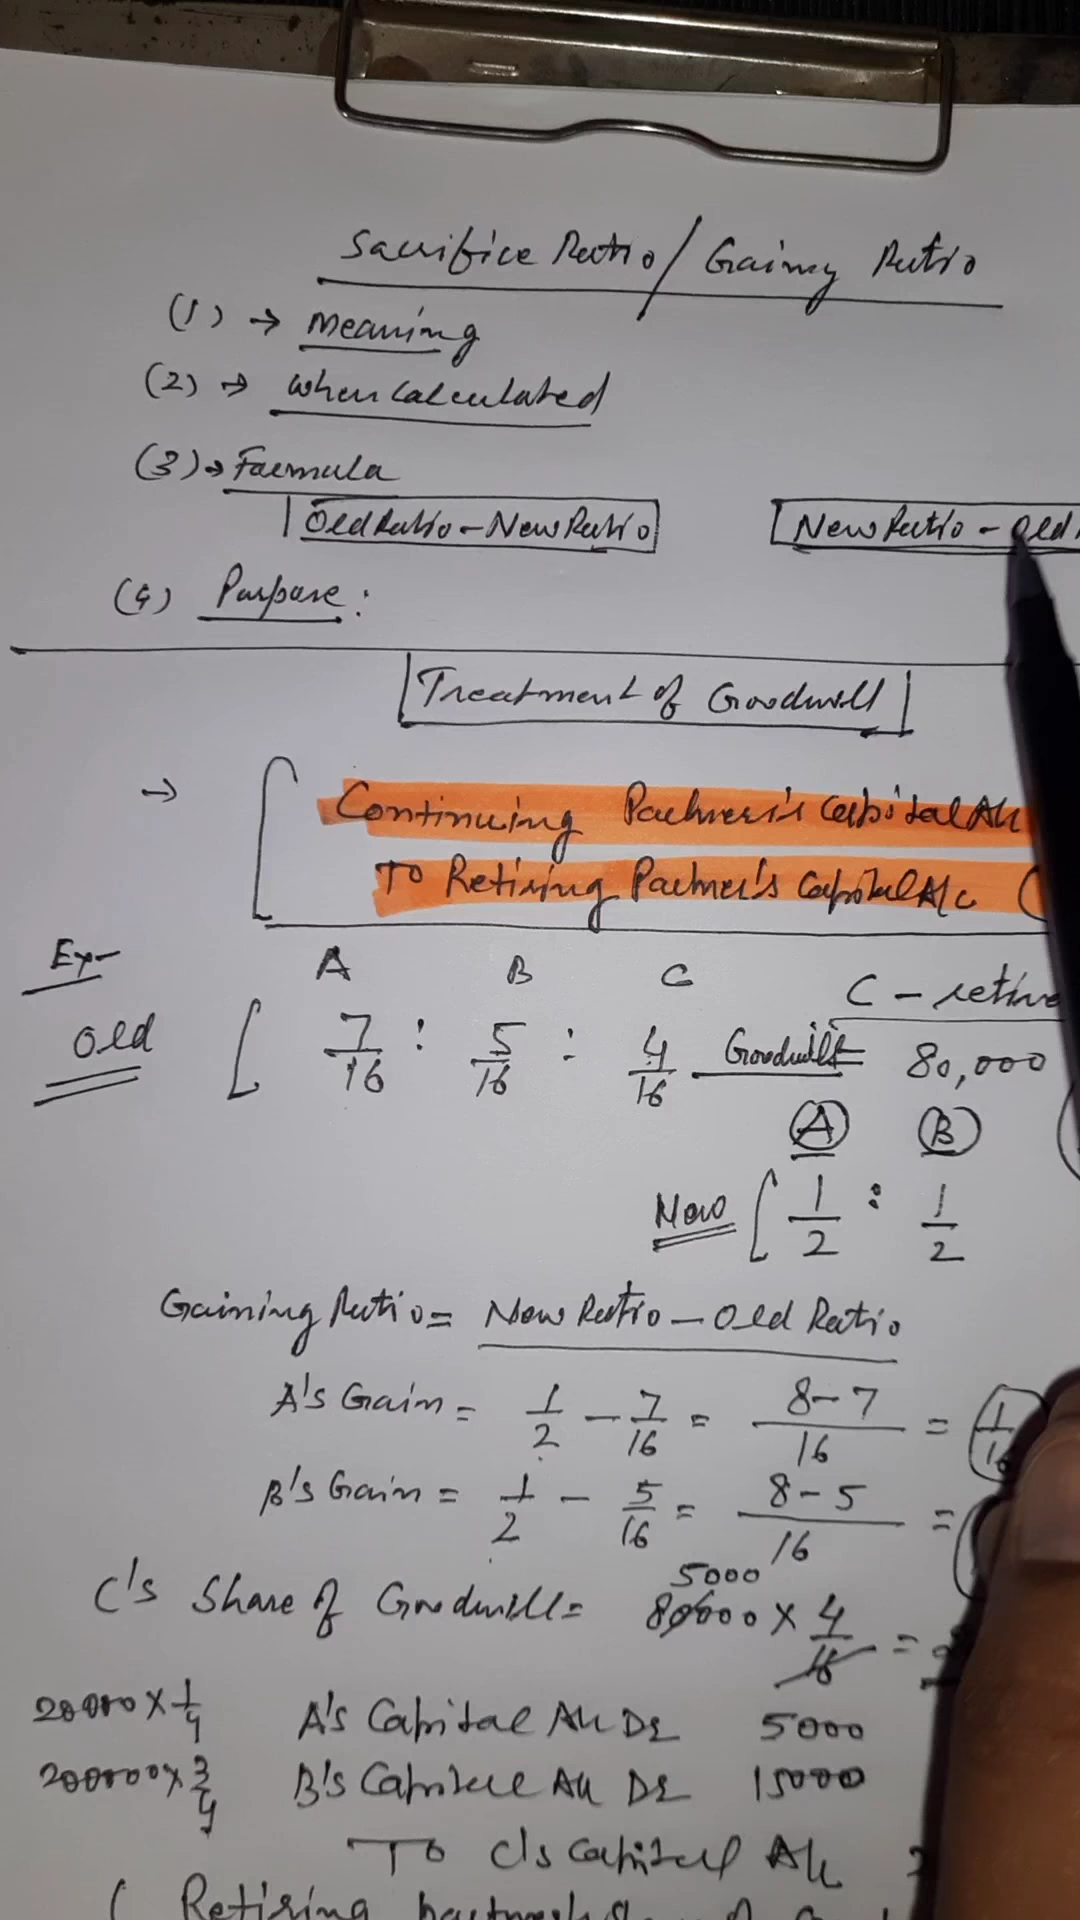 Sacrifice Ratio / Gaining Ratio
(1) → Meaning
(2) → When Calculated
(3) → Formula
Old Ratio - New Ratio New Ratio - Old
(4) Purpose:
Treatment of Goodwill
→ Continuing Partner's Capital A/c
To Retiring Partner's Capital A/c (
Ex- A B C C - retire
Old [ 7/16 : 5/16 : 4/16 Goodwill = 80,000
A B
New [ 1/2 : 1/2
Gaining Ratio = New Ratio - Old Ratio
A's Gain = 1/2 - 7/16 = 8-7/16 = 1/16
B's Gain = 1/2 - 5/16 = 8-5/16 =
5000
C's Share of Goodwill = 80000 x 4/16 =
20000 x 1/4 A's Capital A/c Dr 5000
200000 x 3/4 B's Capital A/c Dr 15000
To C's Capital A/c
( Retiring